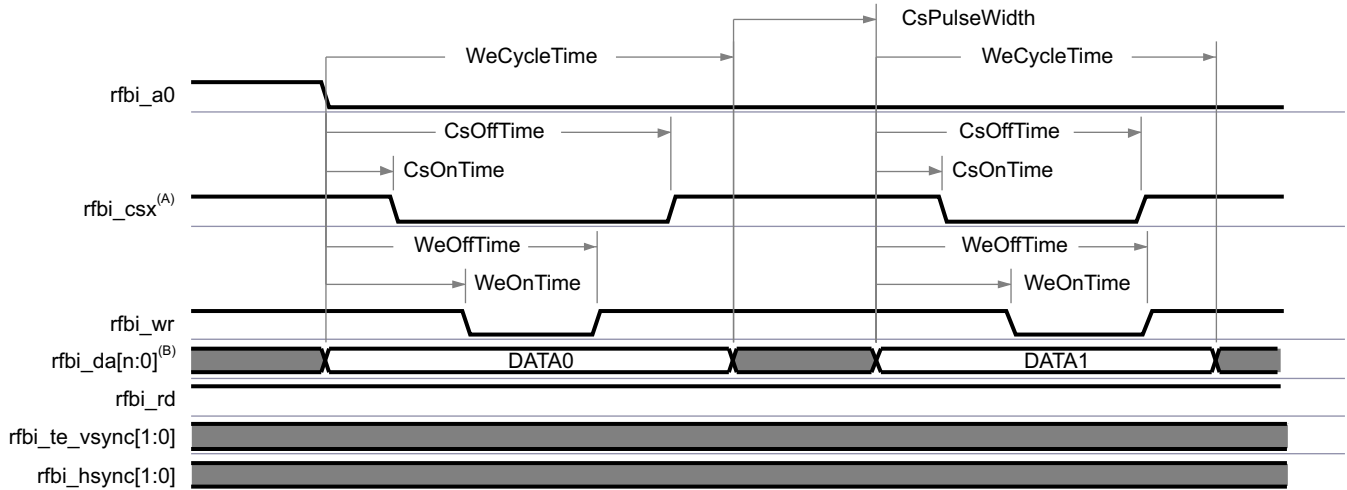 CsPulseWidth
WeCycleTime WeCycleTime
rfbi_a0
CsOffTime CsOffTime
CsOnTime CsOnTime
rfbi_csx(A)
WeOffTime WeOffTime
WeOnTime WeOnTime
rfbi_wr
rfbi_da[n:0](B) DATA0 DATA1
rfbi_rd
rfbi_te_vsync[1:0]
rfbi_hsync[1:0]